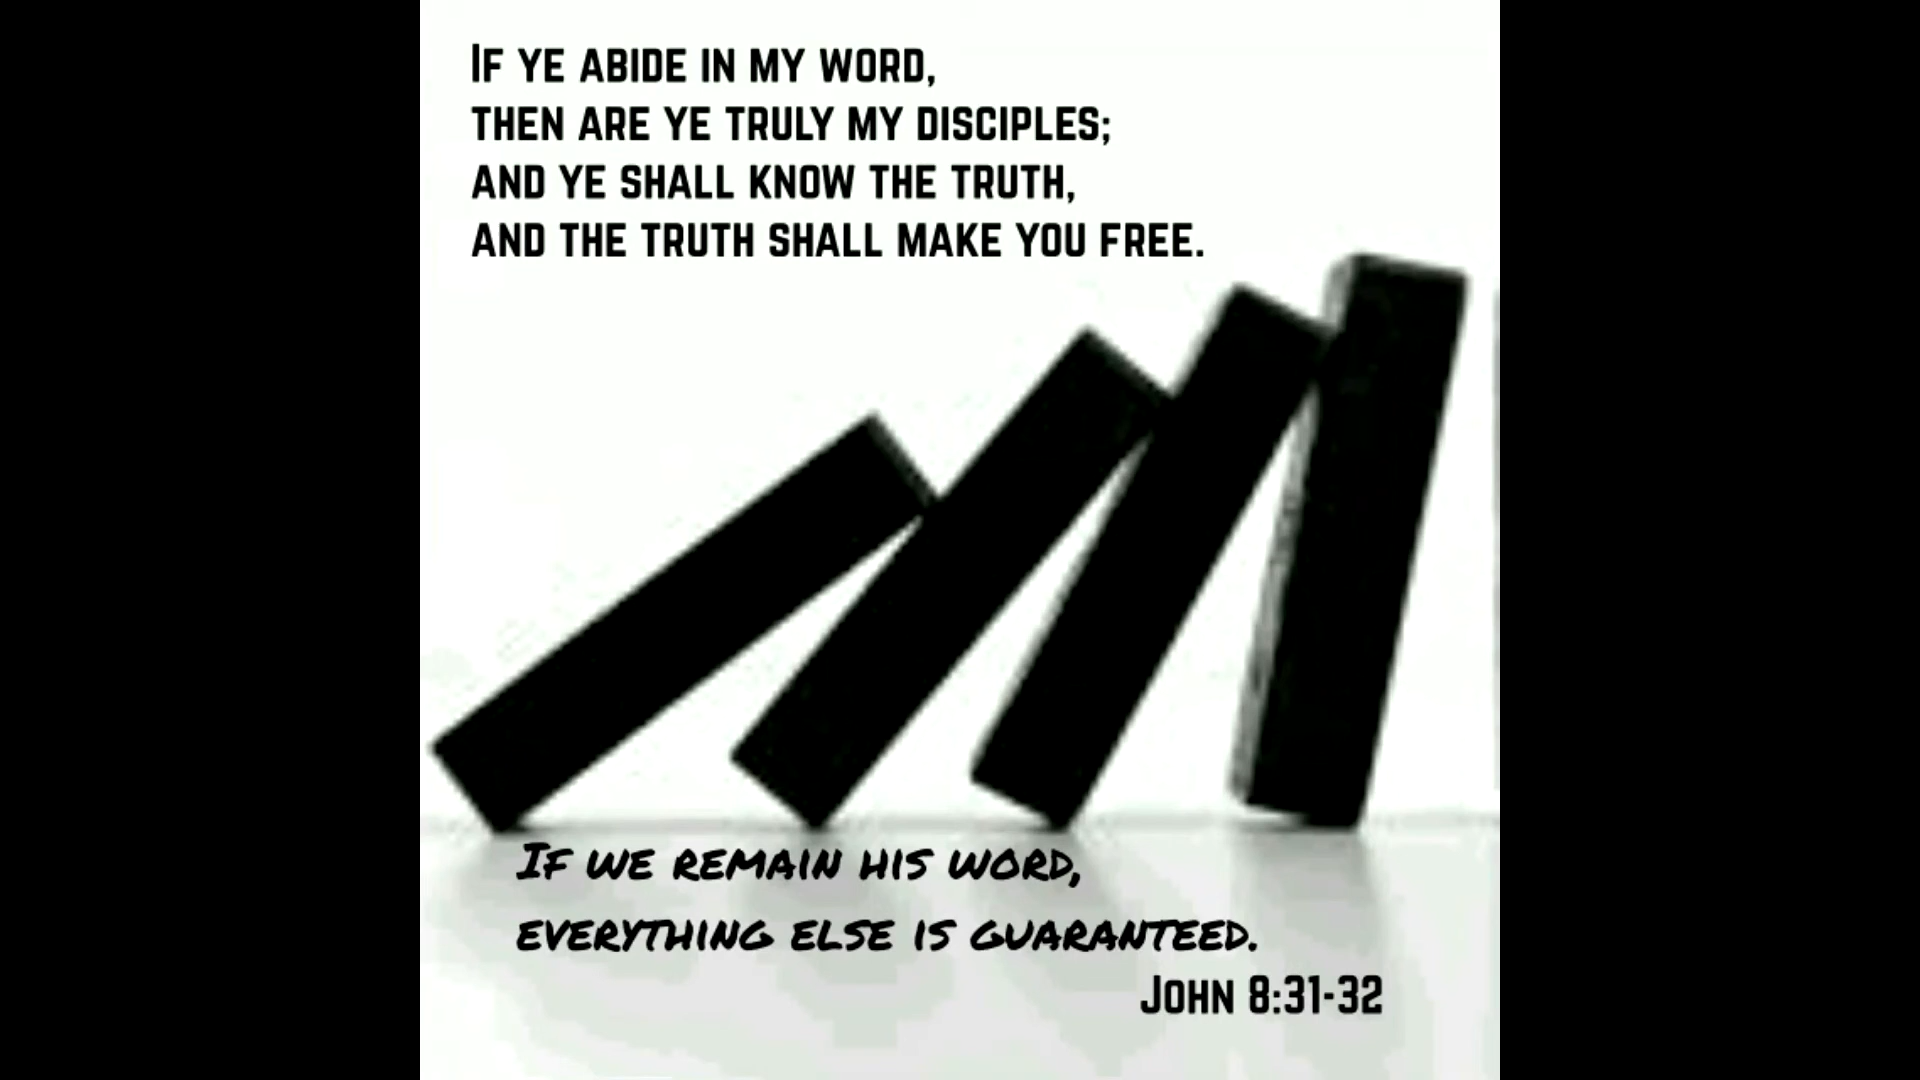 If ye abide in my word,
then are ye truly my disciples;
and ye shall know the truth,
and the truth shall make you free.
If we remain his word,
everything else is guaranteed.
John 8:31-32